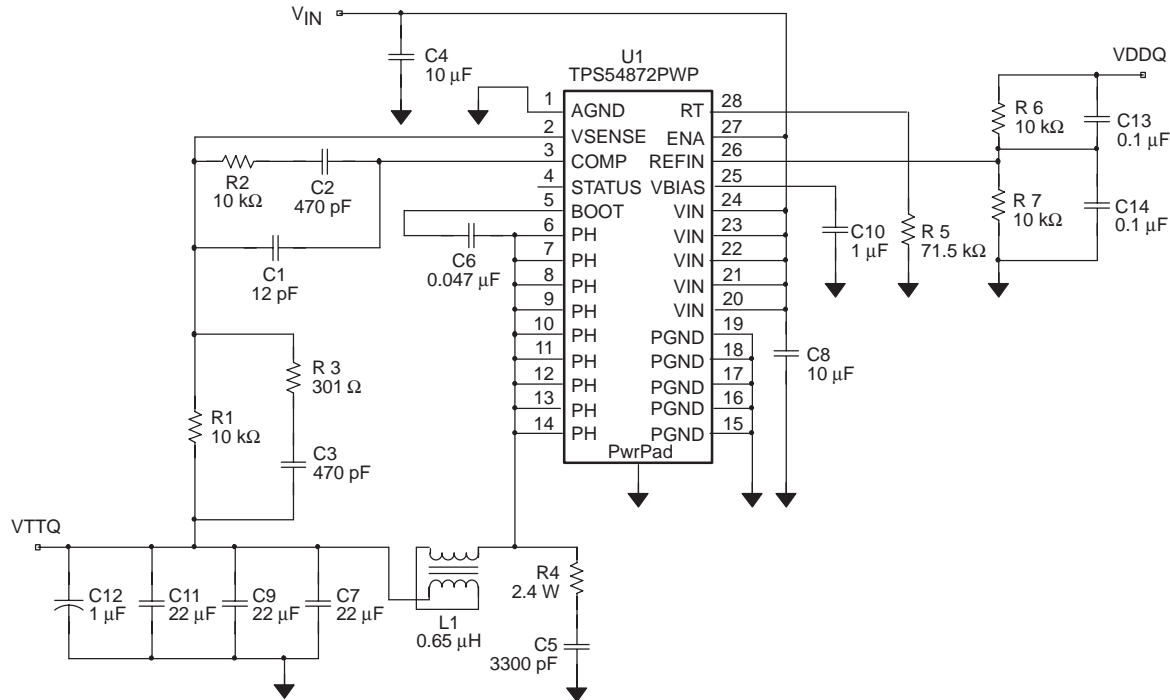 VIN
C4
10 μF
U1
TPS54872PWP
1
AGND
2
VSENSE
3
COMP
4
STATUS
5
BOOT
6
PH
7
PH
8
PH
9
PH
10
PH
11
PH
12
PH
13
PH
14
PH
28
RT
27
ENA
26
REFIN
25
VBIAS
24
VIN
23
VIN
22
VIN
21
VIN
20
VIN
19
PGND
18
PGND
17
PGND
16
PGND
15
PGND
PwrPad
VDDQ
R 6
10 kΩ
C13
0.1 μF
R 7
10 kΩ
C14
0.1 μF
C10
1 μF
R 5
71.5 kΩ
C8
10 μF
R2
10 kΩ
C2
470 pF
C1
12 pF
C6
0.047 μF
R 3
301 Ω
R1
10 kΩ
C3
470 pF
VTTQ
C12
1 μF
C11
22 μF
C9
22 μF
C7
22 μF
L1
0.65 μH
R4
2.4 W
C5
3300 pF